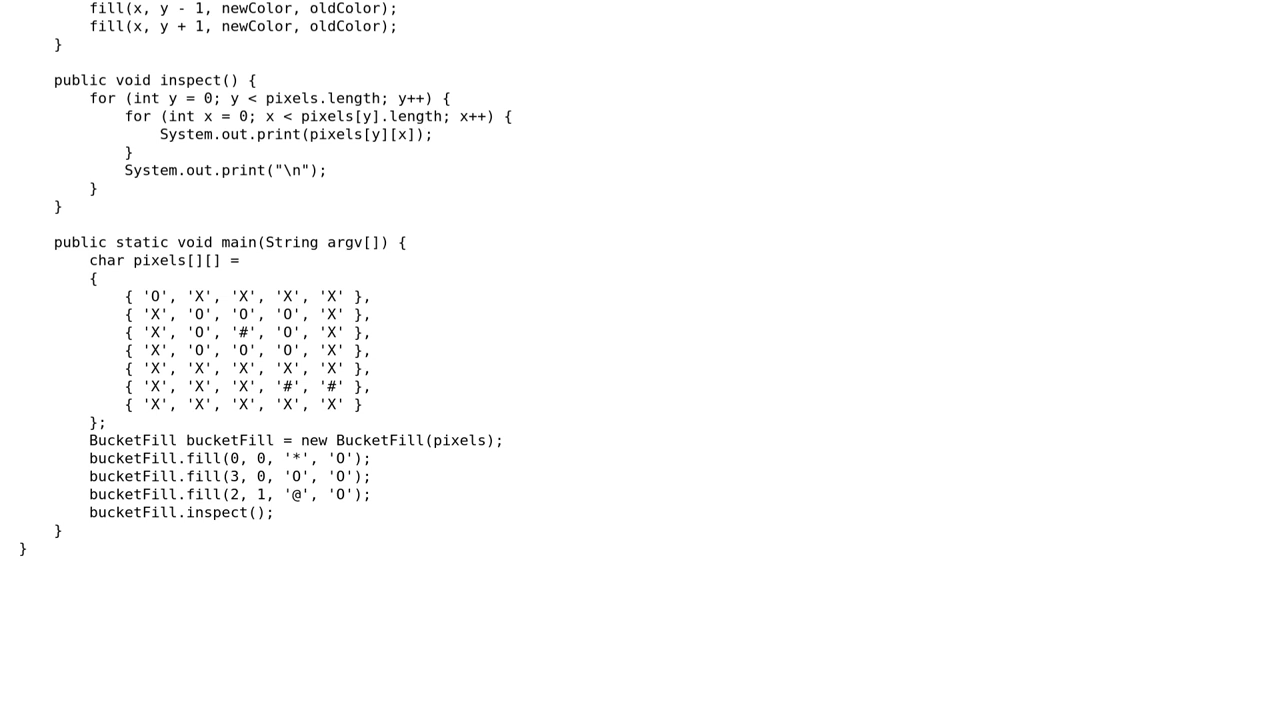 fill(x, y - 1, newColor, oldColor);
        fill(x, y + 1, newColor, oldColor);
    }

    public void inspect() {
        for (int y = 0; y < pixels.length; y++) {
            for (int x = 0; x < pixels[y].length; x++) {
                System.out.print(pixels[y][x]);
            }
            System.out.print("\n");
        }
    }

    public static void main(String argv[]) {
        char pixels[][] =
        {
            { 'O', 'X', 'X', 'X', 'X' },
            { 'X', 'O', 'O', 'O', 'X' },
            { 'X', 'O', '#', 'O', 'X' },
            { 'X', 'O', 'O', 'O', 'X' },
            { 'X', 'X', 'X', 'X', 'X' },
            { 'X', 'X', 'X', '#', '#' },
            { 'X', 'X', 'X', 'X', 'X' }
        };
        BucketFill bucketFill = new BucketFill(pixels);
        bucketFill.fill(0, 0, '*', 'O');
        bucketFill.fill(3, 0, 'O', 'O');
        bucketFill.fill(2, 1, '@', 'O');
        bucketFill.inspect();
    }
}